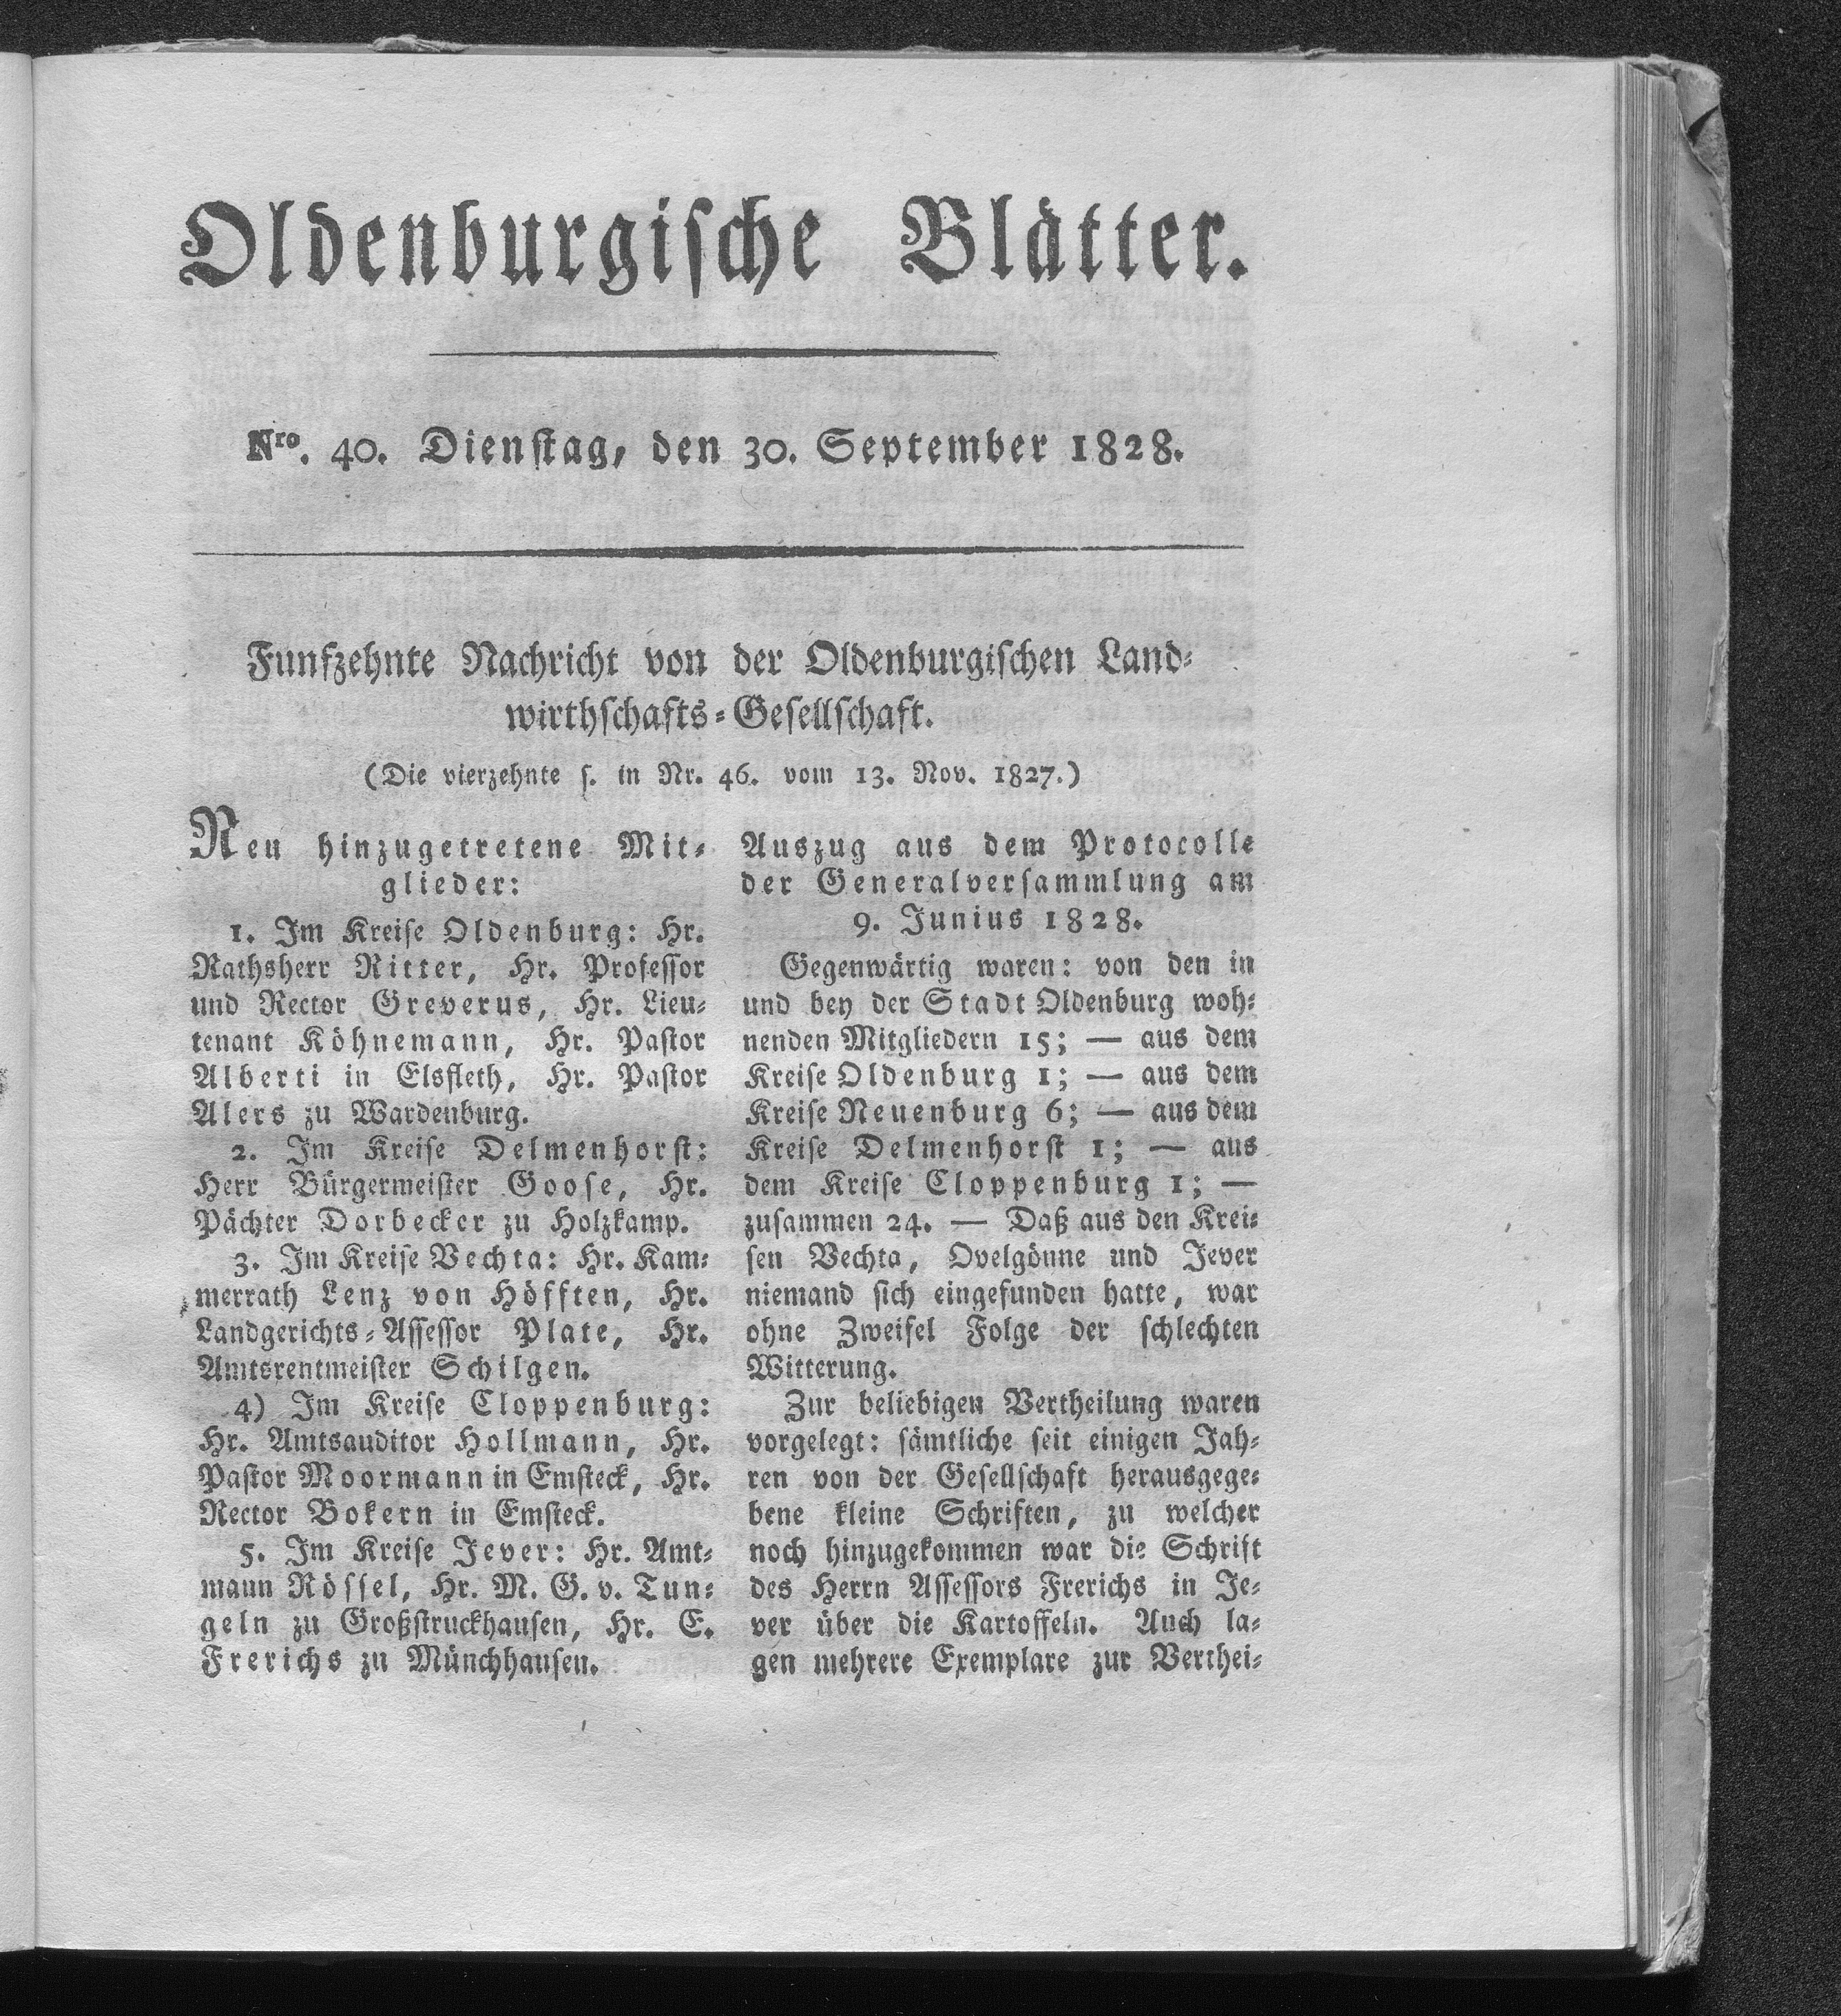 Oldenburgische Blätter.
Nro. 40. Dienstag, den 30. September 1828.
Funfzehnte Nachricht von der Oldenburgischen Land-
wirthschafts-Gesellschaft.
(Die vierzehnte s. in Nr. 46. vom 13. Nov. 1827.)
Neu hinzugetretene Mit-
glieder:
1. Im Kreise Oldenburg: Hr.
Rathsherr Ritter, Hr. Professor
und Rector Greverus, Hr. Lieu-
tenant Köhnemann, Hr. Pastor
Alberti in Elsfleth, Hr. Pastor
Alers zu Wardenburg.
2. Im Kreise Delmenhorst:
Herr Bürgermeister Goose, Hr.
Pächter Dorbecker zu Holzkamp.
3. Im Kreise Vechta: Hr. Kam-
merrath Lenz von Höfften, Hr.
Landgerichts-Assessor Plate, Hr.
Amtsrentmeister Schilgen.
4) Im Kreise Cloppenburg:
Hr. Amtsauditor Hollmann, Hr.
Pastor Moormann in Emsteck, Hr.
Rector Bokern in Emsteck.
5. Im Kreise Jever: Hr. Amt-
mann Rössel, Hr. M. G. v. Tun-
geln zu Großstruckhausen, Hr. E.
Frerichs zu Münchhausen.
Auszug aus dem Protocolle
der Generalversammlung am
9. Junius 1828.
Gegenwärtig waren: von den in
und bey der Stadt Oldenburg woh-
nenden Mitgliedern 15; — aus dem
Kreise Oldenburg 1; — aus dem
Kreise Neuenburg 6; — aus dem
Kreise Delmenhorst 1; — aus
dem Kreise Cloppenburg 1; —
zusammen 24. — Daß aus den Krei-
sen Vechta, Ovelgönne und Jever
niemand sich eingefunden hatte, war
ohne Zweifel Folge der schlechten
Witterung.
Zur beliebigen Vertheilung waren
vorgelegt: sämtliche seit einigen Jah-
ren von der Gesellschaft herausgege-
bene kleine Schriften, zu welcher
noch hinzugekommen war die Schrift
des Herrn Assessors Frerichs in Je-
ver über die Kartoffeln. Auch la-
gen mehrere Exemplare zur Verthei-